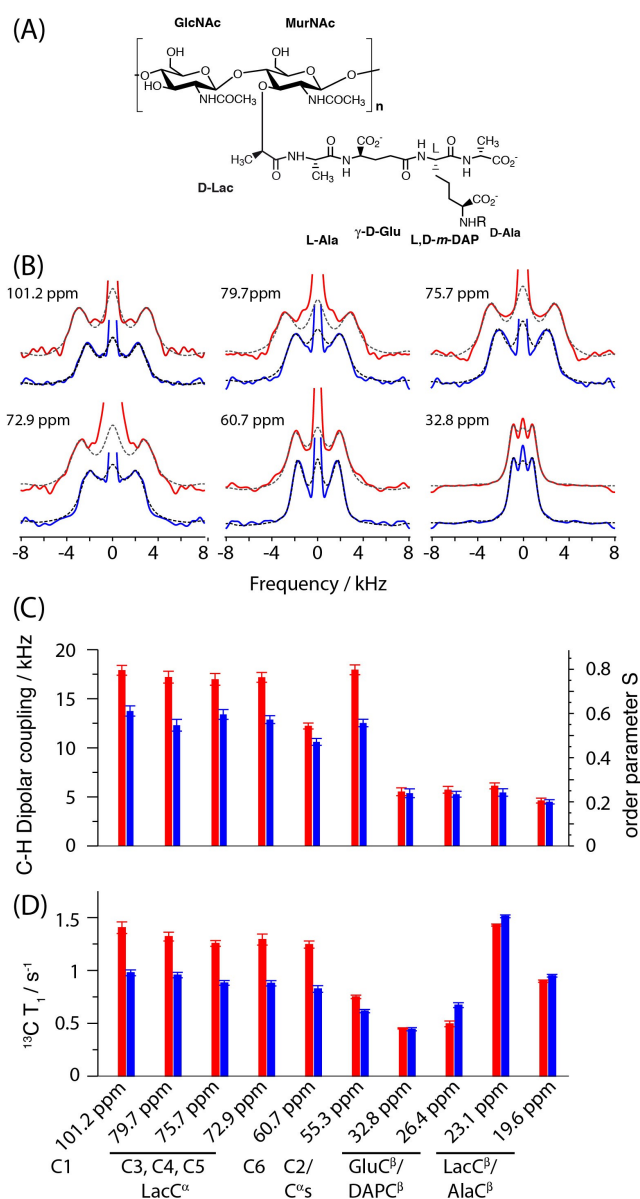 (A)
GlcNAc MurNAc
OH OH
O O O O O
HO NHCOCH3 O NHCOCH3 n
H3C O NH O CH3 N H CO2- O H N L O N H CH3 CO2-
D-Lac
CO2-
NHR
L-Ala γ-D-Glu L,D-m-DAP D-Ala
(B)
101.2 ppm 79.7ppm 75.7 ppm
72.9 ppm 60.7 ppm 32.8 ppm
-8 -4 0 4 8 -8 -4 0 4 8 -8 -4 0 4 8
Frequency / kHz
(C)
C-H Dipolar coupling / kHz
20
15
10
5
0
0.8
0.6
0.4
0.2
0
order parameter S
(D)
13C T1 / s-1
1.5
1
0.5
0
101.2 ppm 79.7 ppm 75.7 ppm 72.9 ppm 60.7 ppm 55.3 ppm 32.8 ppm 26.4 ppm 23.1 ppm 19.6 ppm
C1 C3, C4, C5 C6 C2/ GluCβ/ LacCβ/
LacCα Cαs DAPCβ AlaCβ